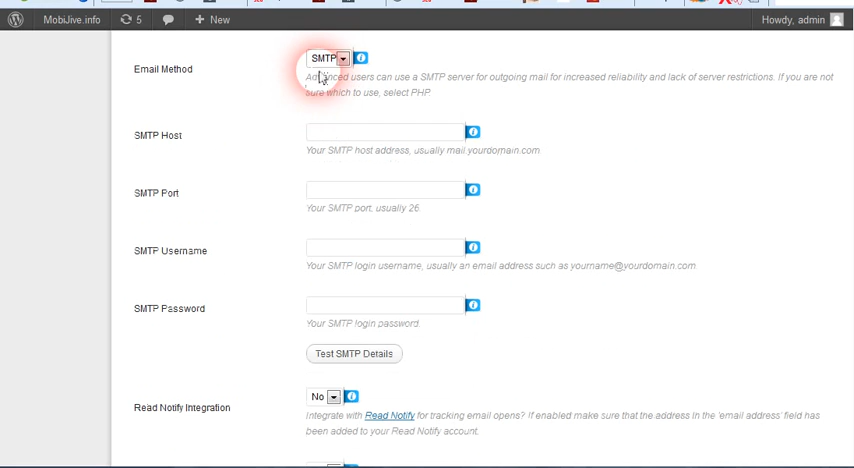 MobiJive.info 5 New Howdy, admin
Email Method SMTP
Advanced users can use a SMTP server for outgoing mail for increased reliability and lack of server restrictions. If you are not
sure which to use, select PHP.
SMTP Host
Your SMTP host address, usually mail.yourdomain.com
SMTP Port
Your SMTP port, usually 26.
SMTP Username
Your SMTP login username, usually an email address such as yourname@yourdomain.com
SMTP Password
Your SMTP login password.
Test SMTP Details
Read Notify Integration No
Integrate with Read Notify for tracking email opens? If enabled make sure that the address in the 'email address' field has
been added to your Read Notify account.